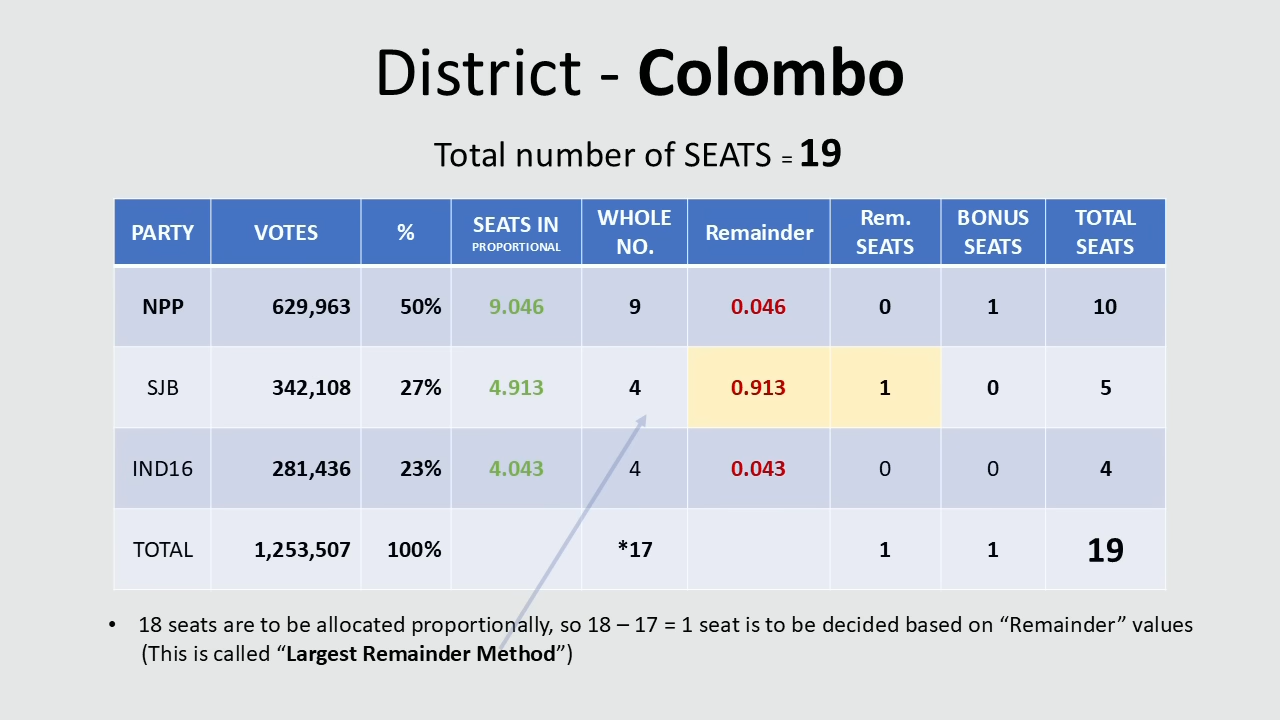 District - Colombo
Total number of SEATS = 19
PARTY VOTES % SEATS IN PROPORTIONAL WHOLE NO. Remainder Rem. SEATS BONUS SEATS TOTAL SEATS
NPP 629,963 50% 9.046 9 0.046 0 1 10
SJB 342,108 27% 4.913 4 0.913 1 0 5
IND16 281,436 23% 4.043 4 0.043 0 0 4
TOTAL 1,253,507 100% *17 1 1 19
• 18 seats are to be allocated proportionally, so 18 – 17 = 1 seat is to be decided based on “Remainder” values
(This is called “Largest Remainder Method”)